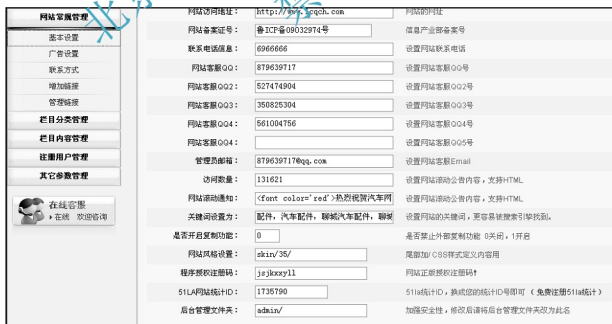 网站常规管理
基本设置
广告设置
联系方式
增加链接
管理链接
栏目分类管理
栏目内容管理
注册用户管理
其它参数管理
在线客服
在线 欢迎咨询
网站访问地址： http://www.lcqch.com 网站的网址
网站备案证号： 鲁ICP备09032974号 信息产业部备案号
联系电话信息： 6966666 设置网站联系电话
网站客服QQ： 879639717 设置网站客服QQ号
网站客服QQ2： 527474904 设置网站客服QQ2号
网站客服QQ3： 350825304 设置网站客服QQ3号
网站客服QQ4： 561004756 设置网站客服QQ4号
网站客服QQ4： 设置网站客服QQ5号
管理员邮箱： 879639717@qq.com 设置网站客服Email
访问数量： 131621 设置网站滚动公告内容，支持HTML
网站滚动通知： <font color='red'>热烈祝贺汽车网 设置网站滚动公告内容，支持HTML
关键词设置为： 配件，汽车配件，聊城汽车配件，聊城 设置网站的关键词，更容易被搜索引擎找到。
是否开启复制功能： 0 是否禁止外部复制功能 0关闭，1开启
网站风格设置： skin/35/ 尾部加/ CSS样式定义内容用
程序授权注册码： jsjkxxyll 网站正版授权注册码!
51LA网站统计ID： 1735790 51la统计ID，换成您的统计ID号即可 （ 免费注册51la统计 ）
后台管理文件夹： admin/ 加强安全性，修改后请将后台管理文件夹改为此名